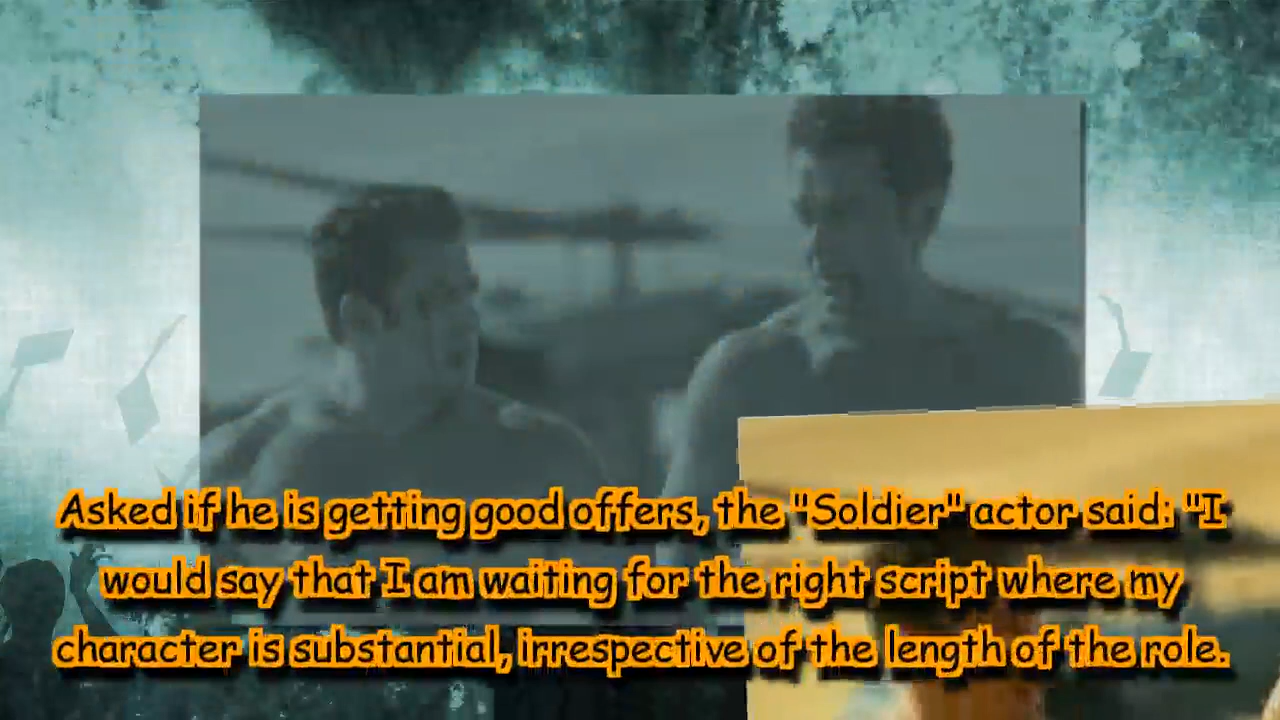 Asked if he is getting good offers, the "Soldier" actor said: "I
would say that I am waiting for the right script where my
character is substantial, irrespective of the length of the role.